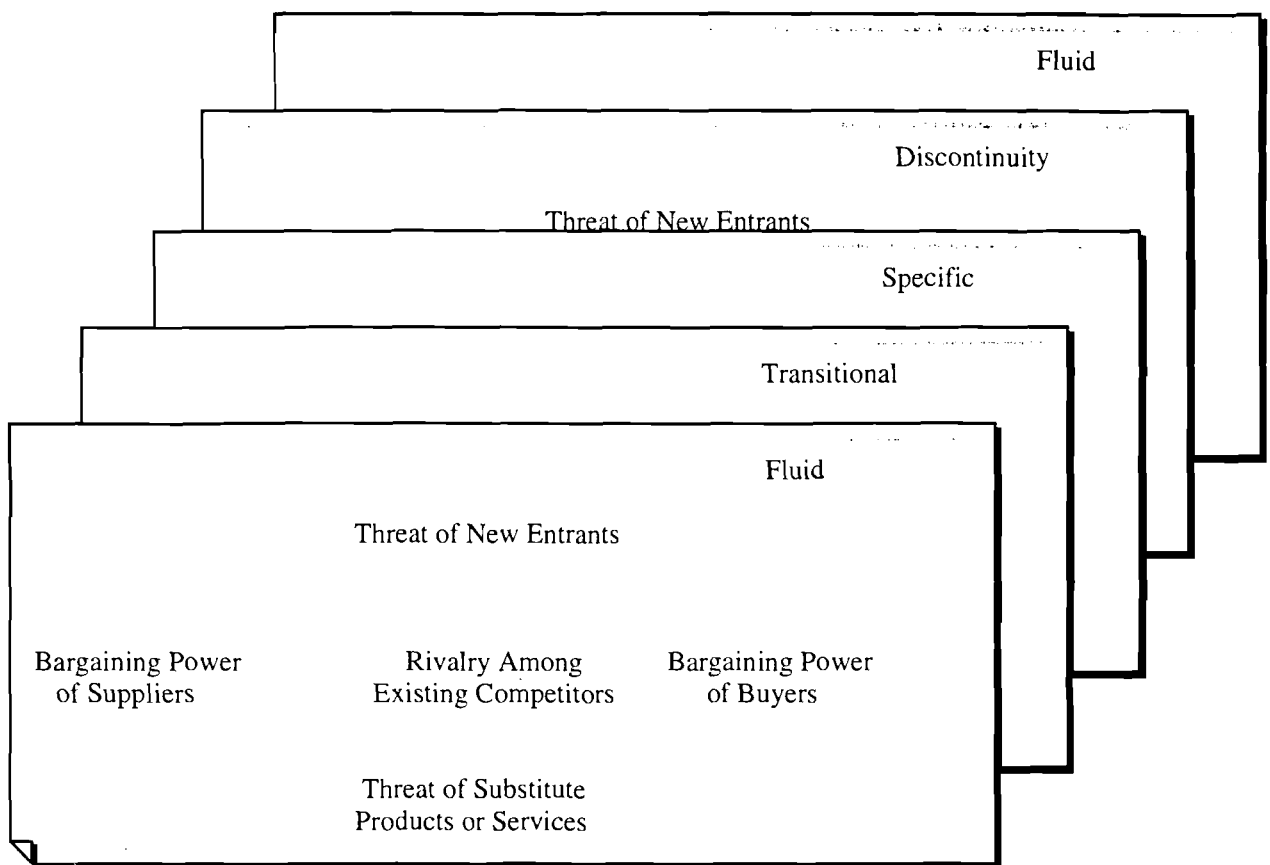 Fluid
Discontinuity
Threat of New Entrants
Specific
Transitional
Fluid
Threat of New Entrants
Bargaining Power
of Suppliers
Rivalry Among
Existing Competitors
Bargaining Power
of Buyers
Threat of Substitute
Products or Services